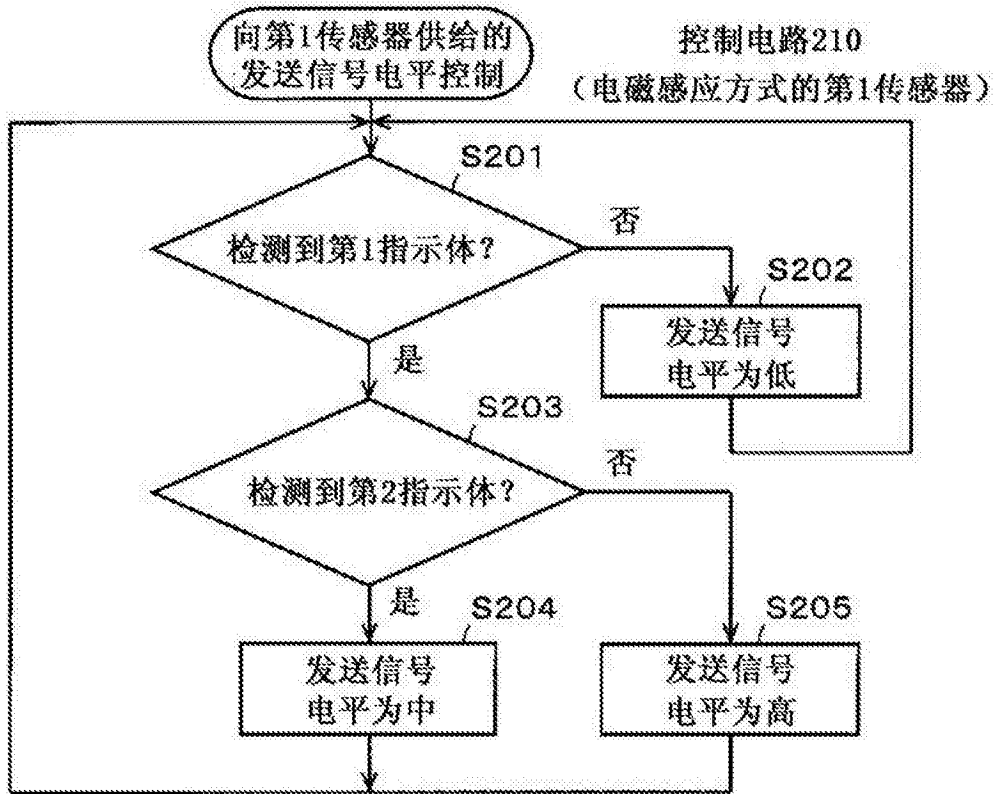 向第1传感器供给的
发送信号电平控制
控制电路210
（电磁感应方式的第1传感器）
S201
检测到第1指示体?
否
S202
发送信号
电平为低
是
S203
检测到第2指示体?
否
是
S204
发送信号
电平为中
S205
发送信号
电平为高